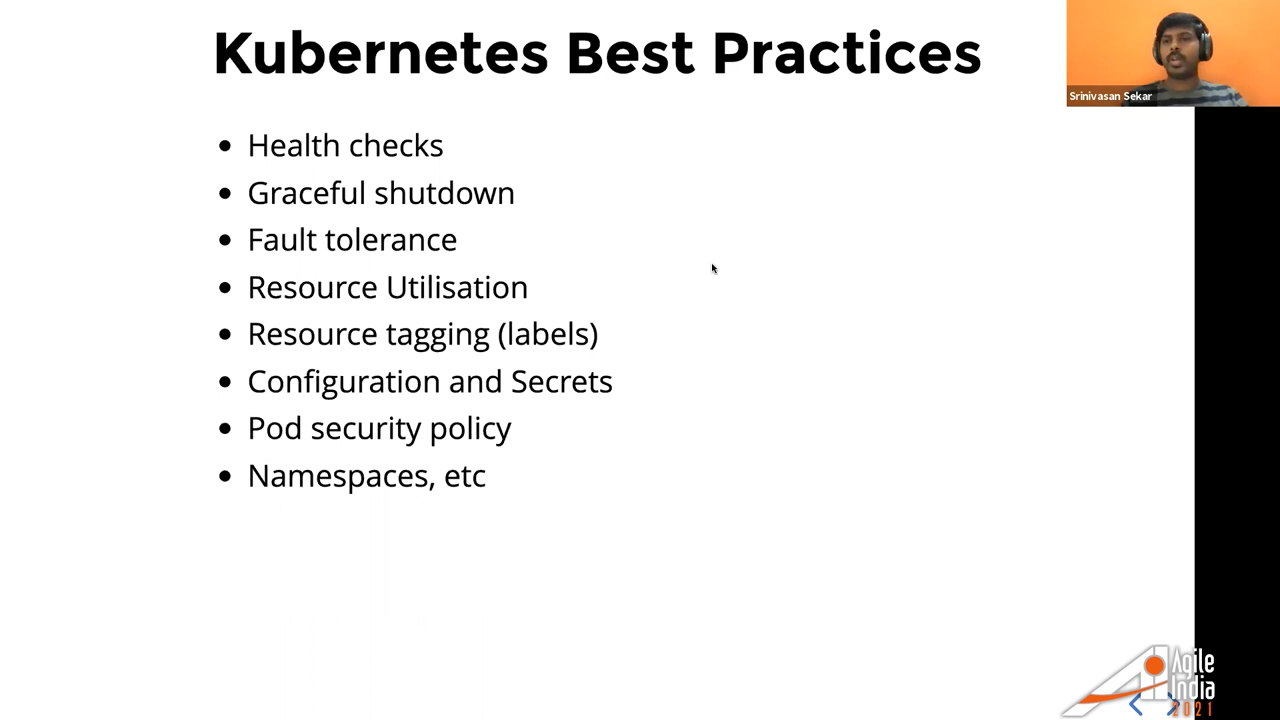 Kubernetes Best Practices
Srinivasan Sekar
Health checks
Graceful shutdown
Fault tolerance
Resource Utilisation
Resource tagging (labels)
Configuration and Secrets
Pod security policy
Namespaces, etc
Agile
India
2021